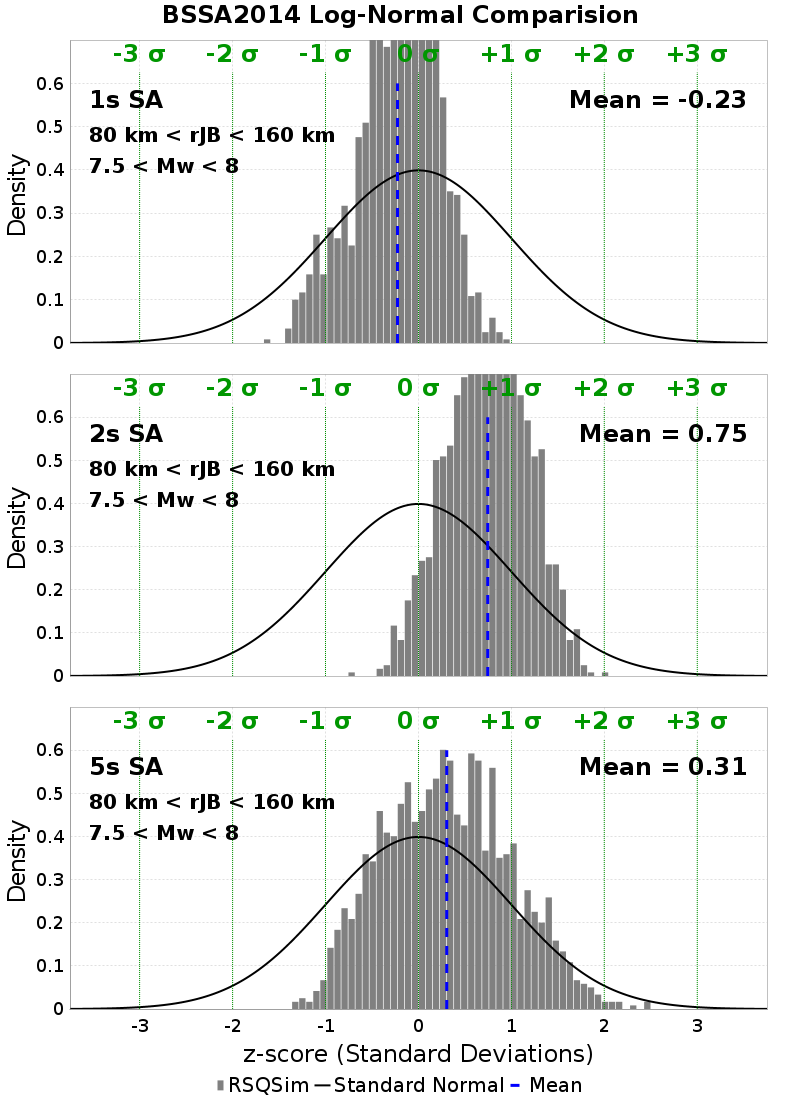 BSSA2014 Log-Normal Comparision
-3 σ -2 σ -1 σ 0 σ +1 σ +2 σ +3 σ
1s SA Mean = -0.23
80 km < rJB < 160 km
7.5 < Mw < 8
0.6
0.5
0.4
0.3
0.2
0.1
0
Density
-3 σ -2 σ -1 σ 0 σ +1 σ +2 σ +3 σ
2s SA Mean = 0.75
80 km < rJB < 160 km
7.5 < Mw < 8
0.6
0.5
0.4
0.3
0.2
0.1
0
Density
-3 σ -2 σ -1 σ 0 σ +1 σ +2 σ +3 σ
5s SA Mean = 0.31
80 km < rJB < 160 km
7.5 < Mw < 8
0.6
0.5
0.4
0.3
0.2
0.1
0
Density
-3 -2 -1 0 1 2 3
z-score (Standard Deviations)
RSQSim Standard Normal Mean